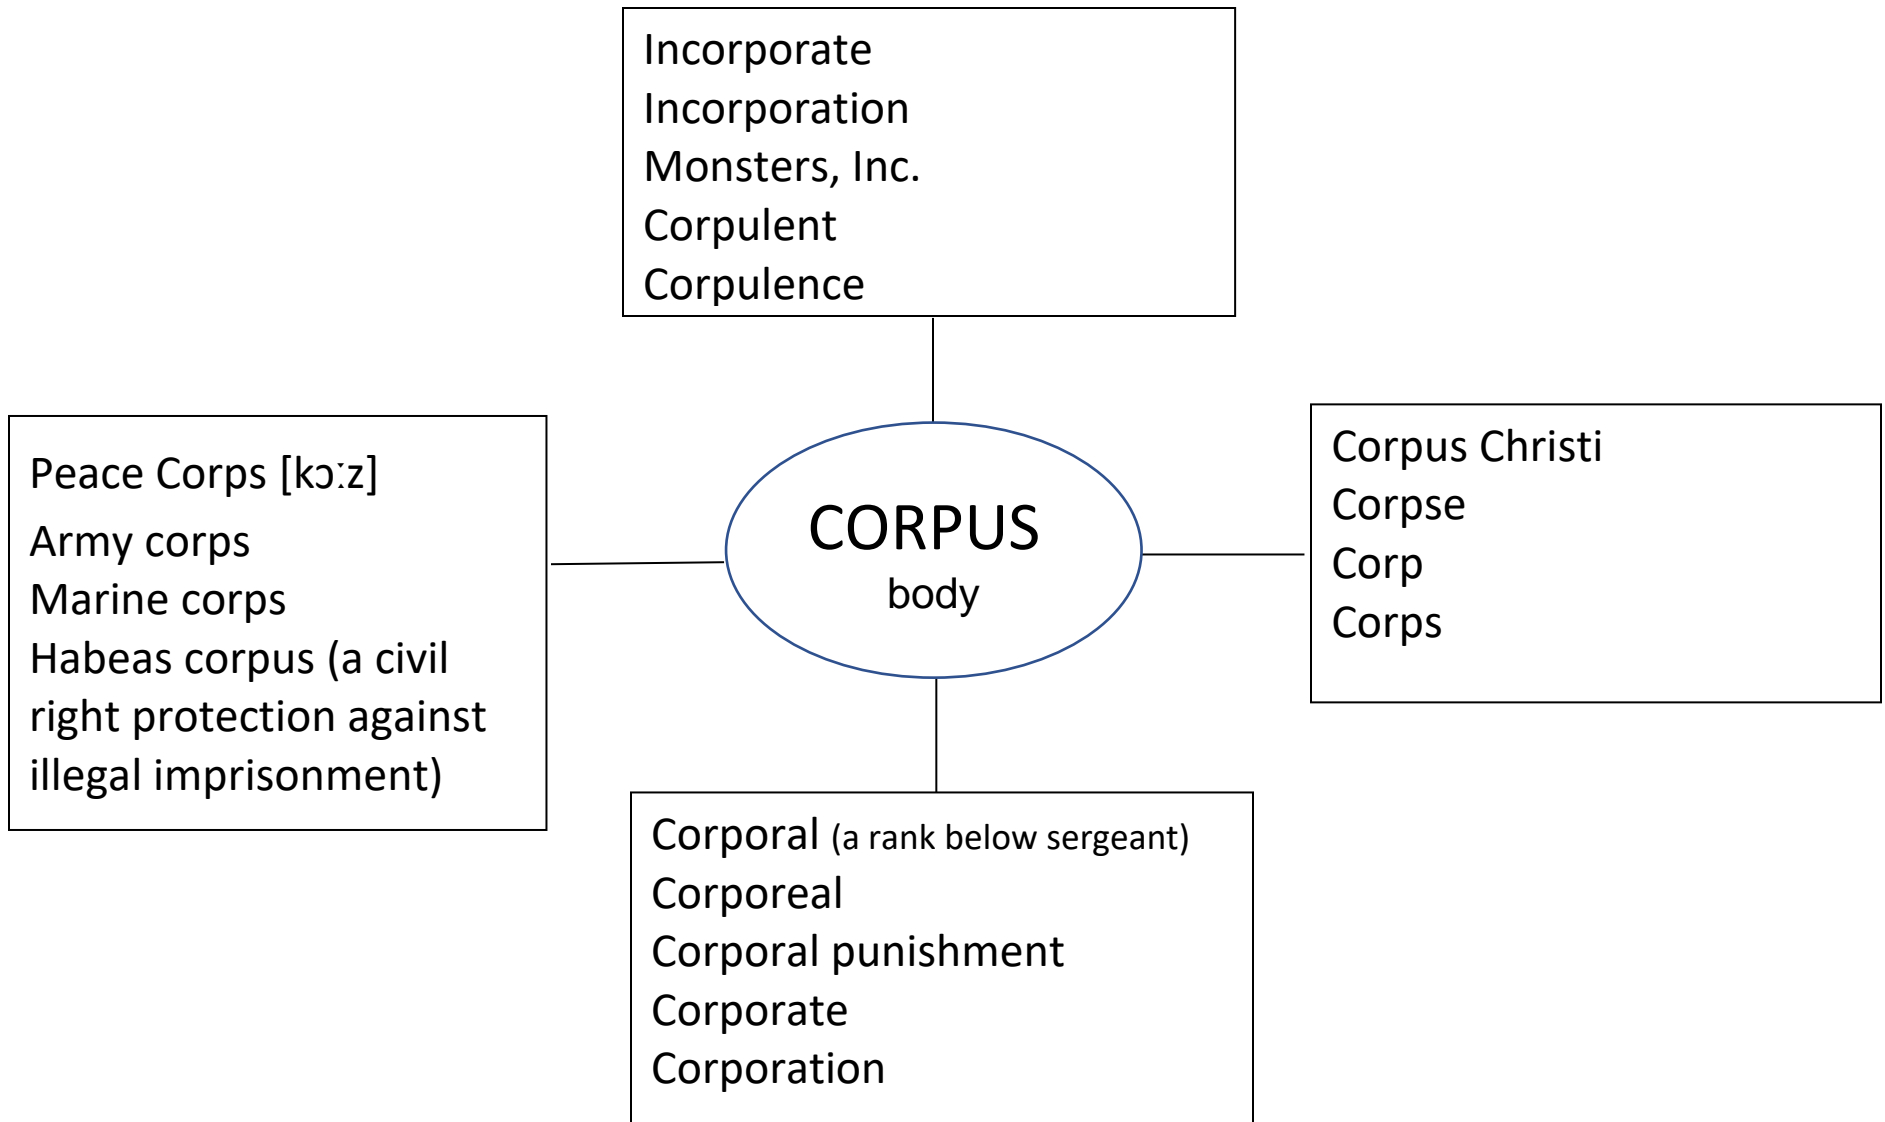 Incorporate
Incorporation
Monsters, Inc.
Corpulent
Corpulence
Peace Corps [kɔːz]
Army corps
Marine corps
Habeas corpus (a civil
right protection against
illegal imprisonment)
CORPUS
body
Corpus Christi
Corpse
Corp
Corps
Corporal (a rank below sergeant)
Corporeal
Corporal punishment
Corporate
Corporation